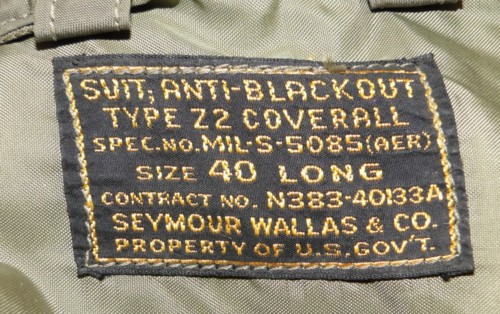 SUIT; ANTI-BLACKOUT
TYPE Z2 COVERALL
SPEC.NO.MIL-S-5085(AER)
SIZE 40 LONG
CONTRACT NO. N383-40133A
SEYMOUR WALLAS & CO.
PROPERTY OF U.S. GOV'T.